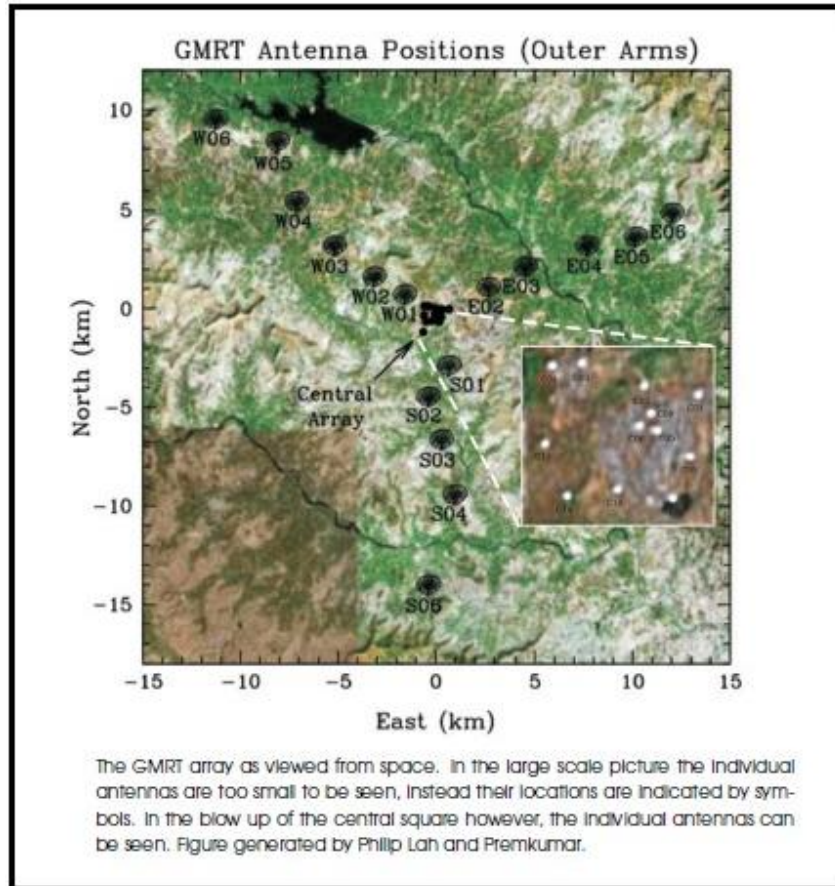 GMRT Antenna Positions (Outer Arms)
10
5
0
−5
−10
−15
North (km)
W06
W05
W04
W03
W02
W01
E02
E03
E04
E05
E06
Central
Array
S01
S02
S03
S04
S06
−15
−10
−5
0
5
10
15
East (km)
The GMRT array as viewed from space. In the large scale picture the individual
antennas are too small to be seen, instead their locations are indicated by sym-
bols. In the blow up of the central square however, the individual antennas can
be seen. Figure generated by Philip Lah and Premkumar.